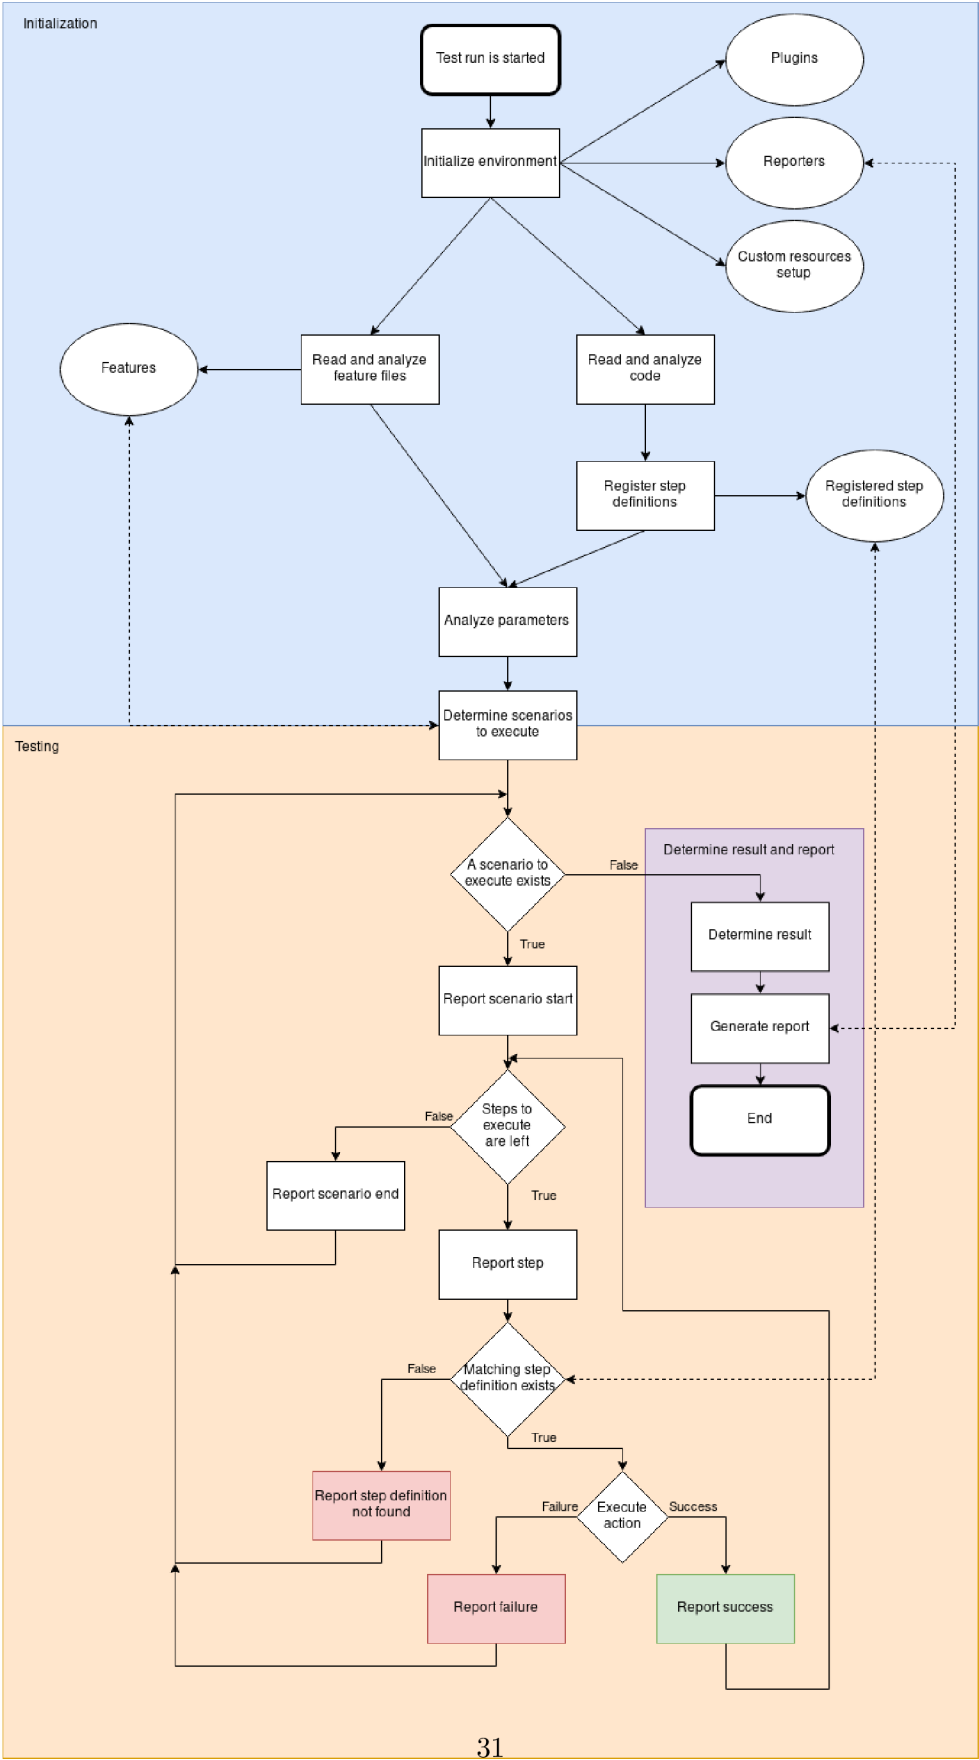 Initialization
Test run is started
Plugins
Initialize environment
Reporters
Custom resources
setup
Features
Read and analyze
feature files
Read and analyze
code
Register step
definitions
Registered step
definitions
Analyze parameters
Determine scenarios
to execute
Testing
A scenario to
execute exists
False
Determine result and report
Determine result
True
Report scenario start
Generate report
Steps to
execute
are left
False
End
Report scenario end
True
Report step
Matching step
definition exists
False
True
Report step definition
not found
Execute
action
Failure
Success
Report failure
Report success
31